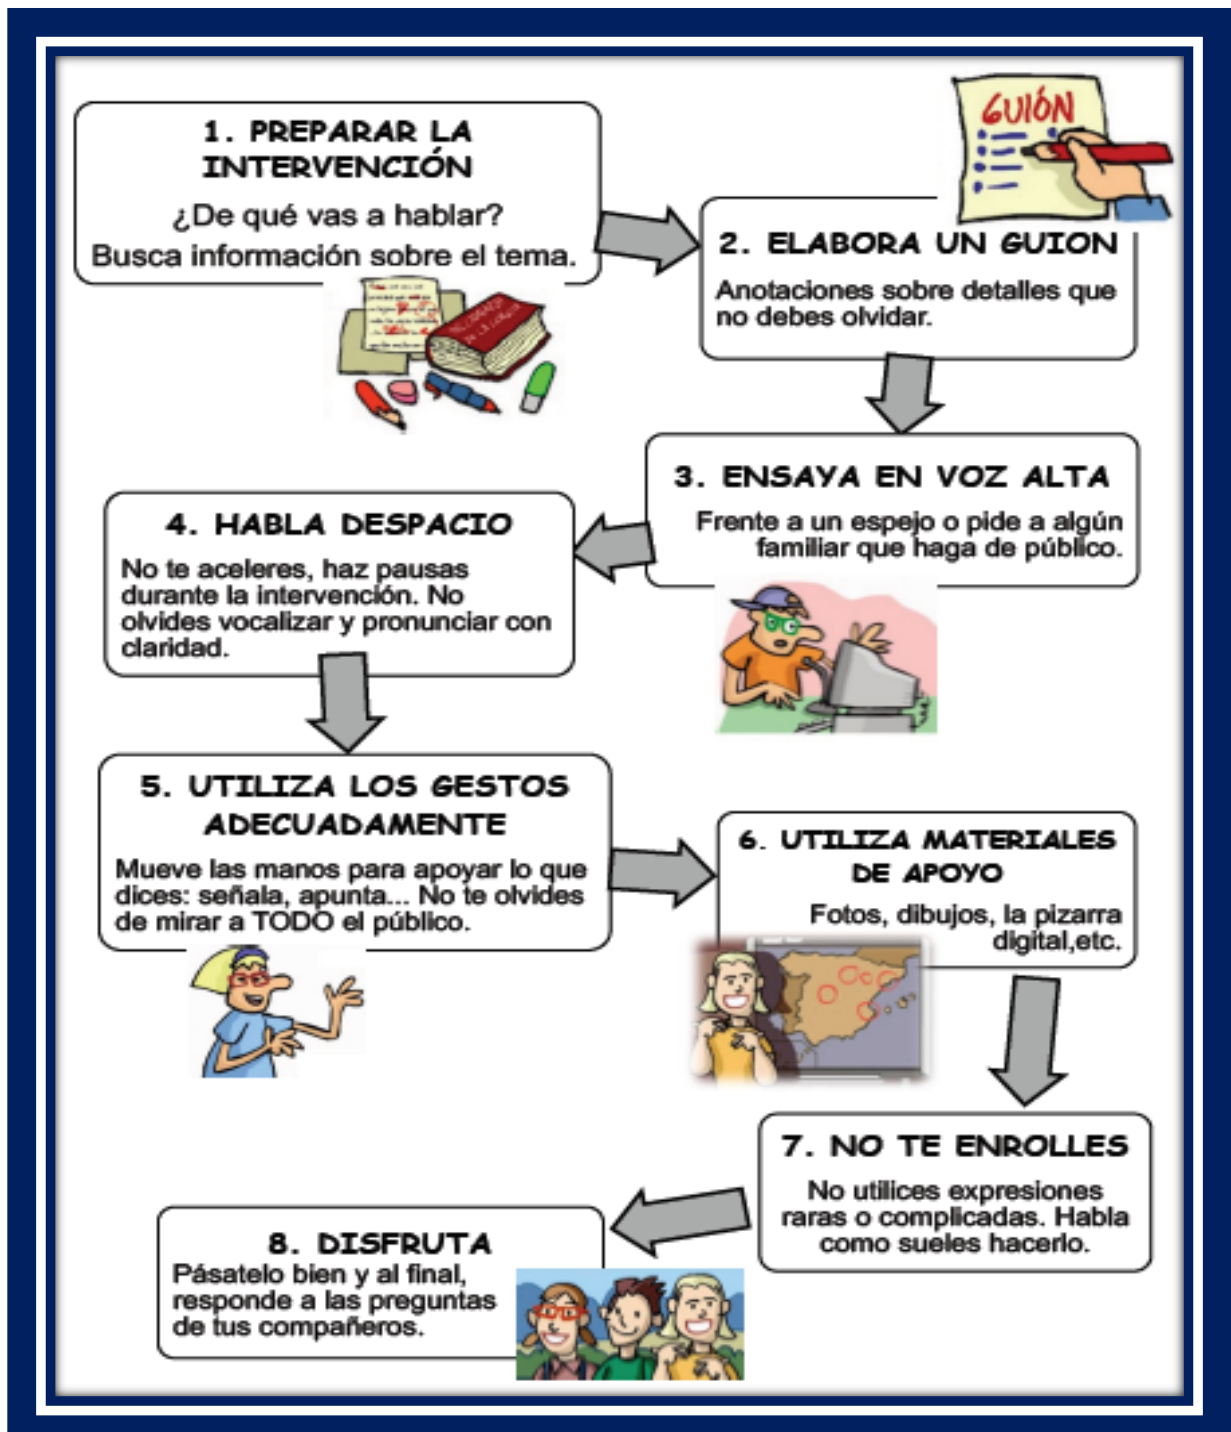 1. PREPARAR LA
INTERVENCIÓN
¿De qué vas a hablar?
Busca información sobre el tema.
GUIÓN
2. ELABORA UN GUION
Anotaciones sobre detalles que
no debes olvidar.
3. ENSAYA EN VOZ ALTA
Frente a un espejo o pide a algún
familiar que haga de público.
4. HABLA DESPACIO
No te aceleres, haz pausas
durante la intervención. No
olvides vocalizar y pronunciar con
claridad.
5. UTILIZA LOS GESTOS
ADECUADAMENTE
Mueve las manos para apoyar lo que
dices: señala, apunta... No te olvides
de mirar a TODO el público.
6. UTILIZA MATERIALES
DE APOYO
Fotos, dibujos, la pizarra
digital,etc.
7. NO TE ENROLLES
No utilices expresiones
raras o complicadas. Habla
como sueles hacerlo.
8. DISFRUTA
Pásatelo bien y al final,
responde a las preguntas
de tus compañeros.